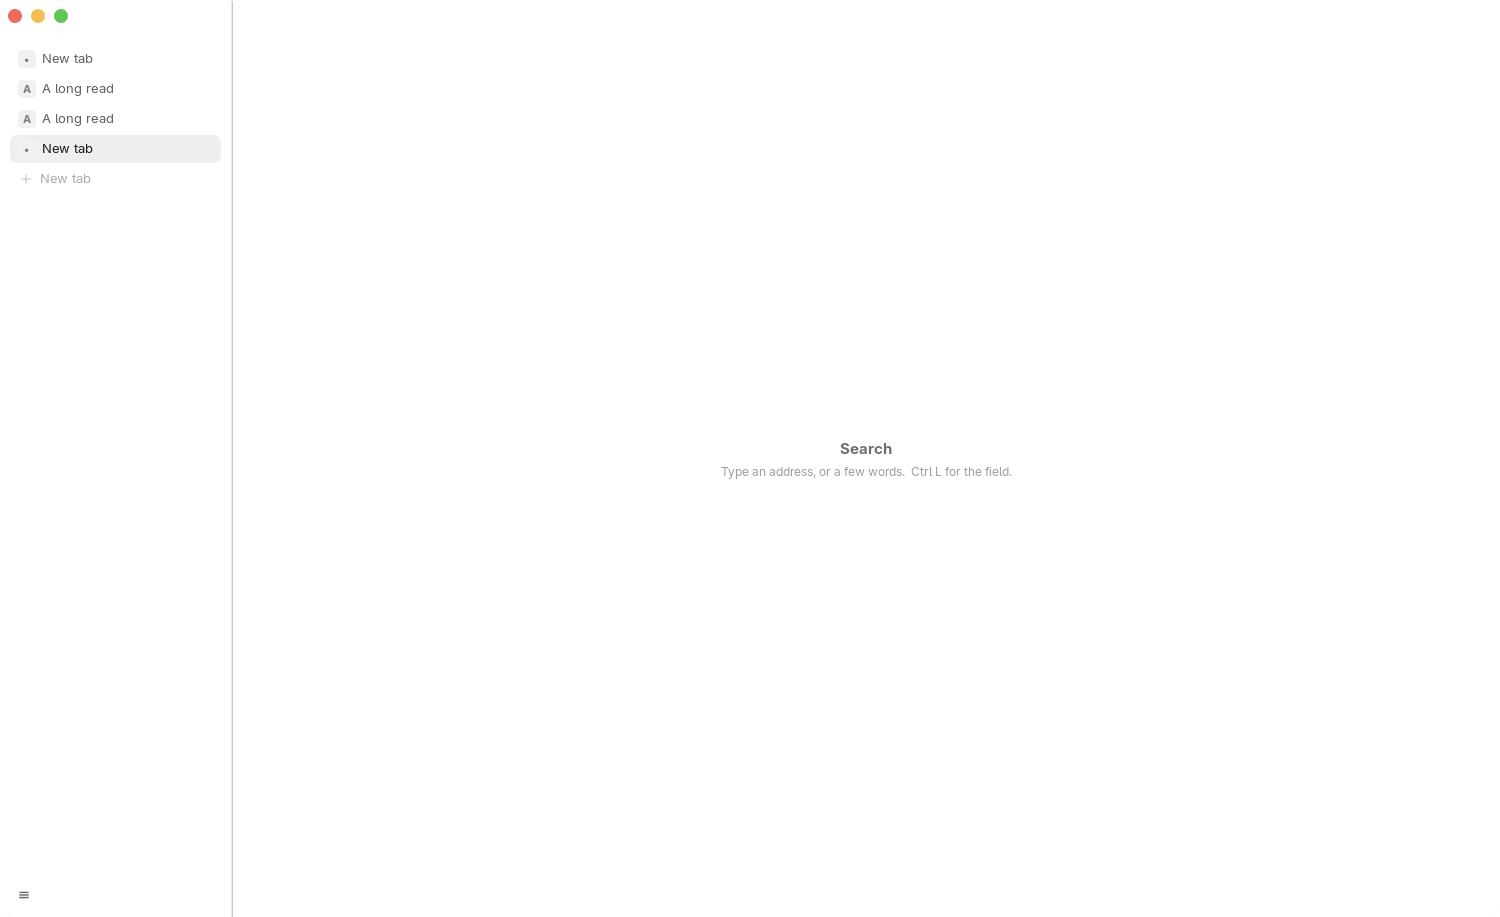 New tab
A A long read
A A long read
New tab
+ New tab
Search
Type an address, or a few words. Ctrl L for the field.